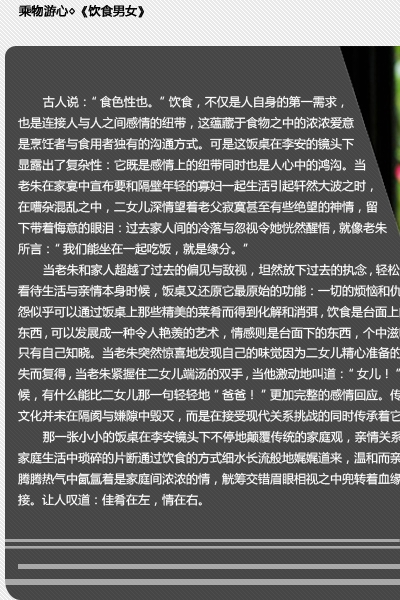 乘物游心◇《饮食男女》
古人说：“食色性也。”饮食，不仅是人自身的第一需求，
也是连接人与人之间感情的纽带，这蕴藏于食物之中的浓浓爱意
是烹饪者与食用者独有的沟通方式。可是这饭桌在李安的镜头下
显露出了复杂性：它既是感情上的纽带同时也是人心中的鸿沟。当
老朱在家宴中宣布要和隔壁年轻的寡妇一起生活引起轩然大波之时，
在嘈杂混乱之中，二女儿深情望着老父寂寞甚至有些绝望的神情，留
下带着悔意的眼泪：过去家人间的冷落与忽视令她恍然醒悟，就像老朱
所言：“我们能坐在一起吃饭，就是缘分。”
当老朱和家人超越了过去的偏见与敌视，坦然放下过去的执念，轻松
看待生活与亲情本身时候，饭桌又还原它最原始的功能：一切的烦恼和仇
怨似乎可以通过饭桌上那些精美的菜肴而得到化解和消弭，饮食是台面上的
东西，可以发展成一种令人艳羡的艺术，情感则是台面下的东西，个中滋
只有自己知晓。当老朱突然惊喜地发现自己的味觉因为二女儿精心准备的
失而复得，当老朱紧握住二女儿端汤的双手，当他激动地叫道：“女儿！”
候，有什么能比二女儿那一句轻轻地“爸爸！”更加完整的感情回应。传
文化并未在隔阂与嫌隙中毁灭，而是在接受现代关系挑战的同时传承着它
那一张小小的饭桌在李安镜头下不停地颠覆传统的家庭观，亲情关系
家庭生活中琐碎的片断通过饮食的方式细水长流般地娓娓道来，温和而亲
腾腾热气中氤氲着是家庭间浓浓的情，觥筹交错眉眼相视之中兜转着血缘
接。让人叹道：佳肴在左，情在右。